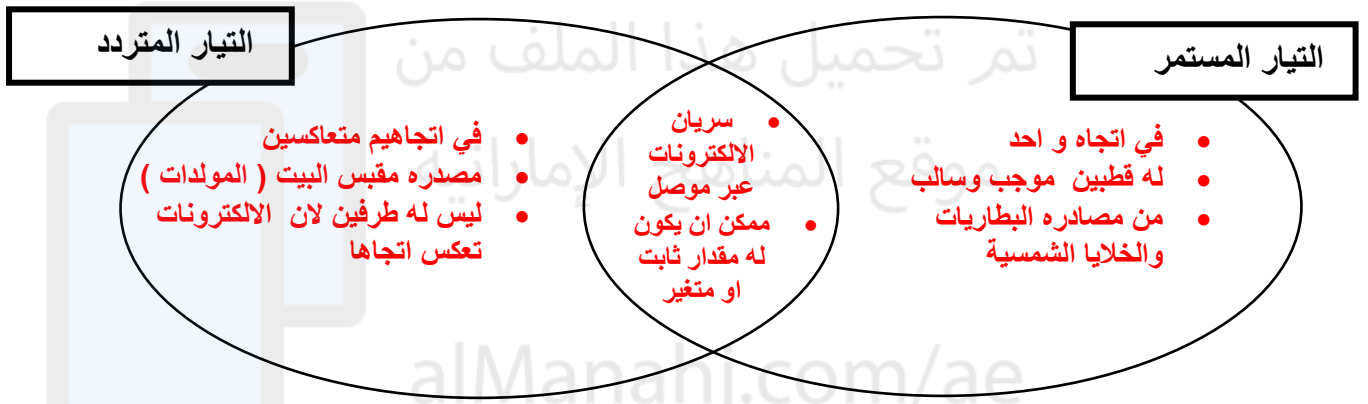 التيار المتردد
التيار المستمر
تم تحميل هذا الملف من
موقع المناهج الإماراتية
alManahj.com/ae
• في اتجاه و احد
• له قطبين موجب وسالب
• من مصادره البطاريات
والخلايا الشمسية
• سريان
الالكترونات
عبر موصل
• ممكن ان يكون
له مقدار ثابت
او متغير
• في اتجاهيم متعاكسين
• مصدره مقبس البيت ( المولدات )
• ليس له طرفين لان الالكترونات
تعكس اتجاها